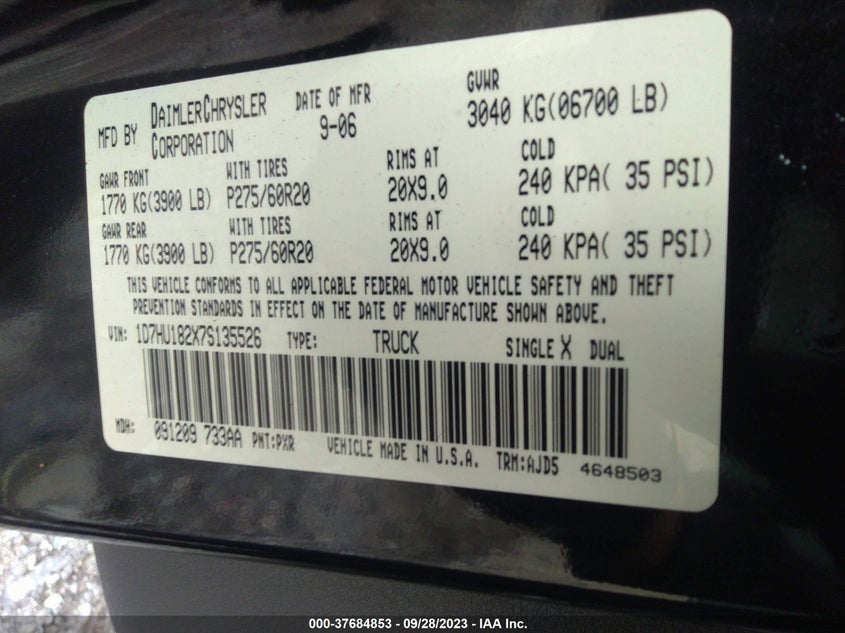 MFD BY DAIMLERCHRYSLER CORPORATION DATE OF MFR 9-06 GVWR 3040 KG(06700 LB)
GAWR FRONT WITH TIRES RIMS AT COLD
1770 KG(3900 LB) P275/60R20 20X9.0 240 KPA( 35 PSI)
GAWR REAR WITH TIRES RIMS AT COLD
1770 KG(3900 LB) P275/60R20 20X9.0 240 KPA( 35 PSI)
THIS VEHICLE CONFORMS TO ALL APPLICABLE FEDERAL MOTOR VEHICLE SAFETY AND THEFT
PREVENTION STANDARDS IN EFFECT ON THE DATE OF MANUFACTURE SHOWN ABOVE.
VIN: 1D7HU182X7S135526 TYPE: TRUCK SINGLE X DUAL
MDH: 091209 733AA PNT:PXR VEHICLE MADE IN U.S.A. TRM:AJD5 4648503
000-37684853 - 09/28/2023 - IAA Inc.